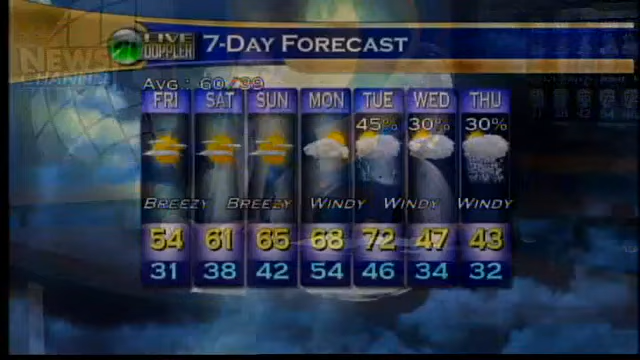 NEWS
CHANNEL
LIVE
DOPPLER
7-DAY FORECAST
AVG.: 60/39
FRI SAT SUN MON TUE WED THU
45% 30% 30%
BREEZY BREEZY WINDY WINDY WINDY
54 61 65 68 72 47 43
31 38 42 54 46 34 32